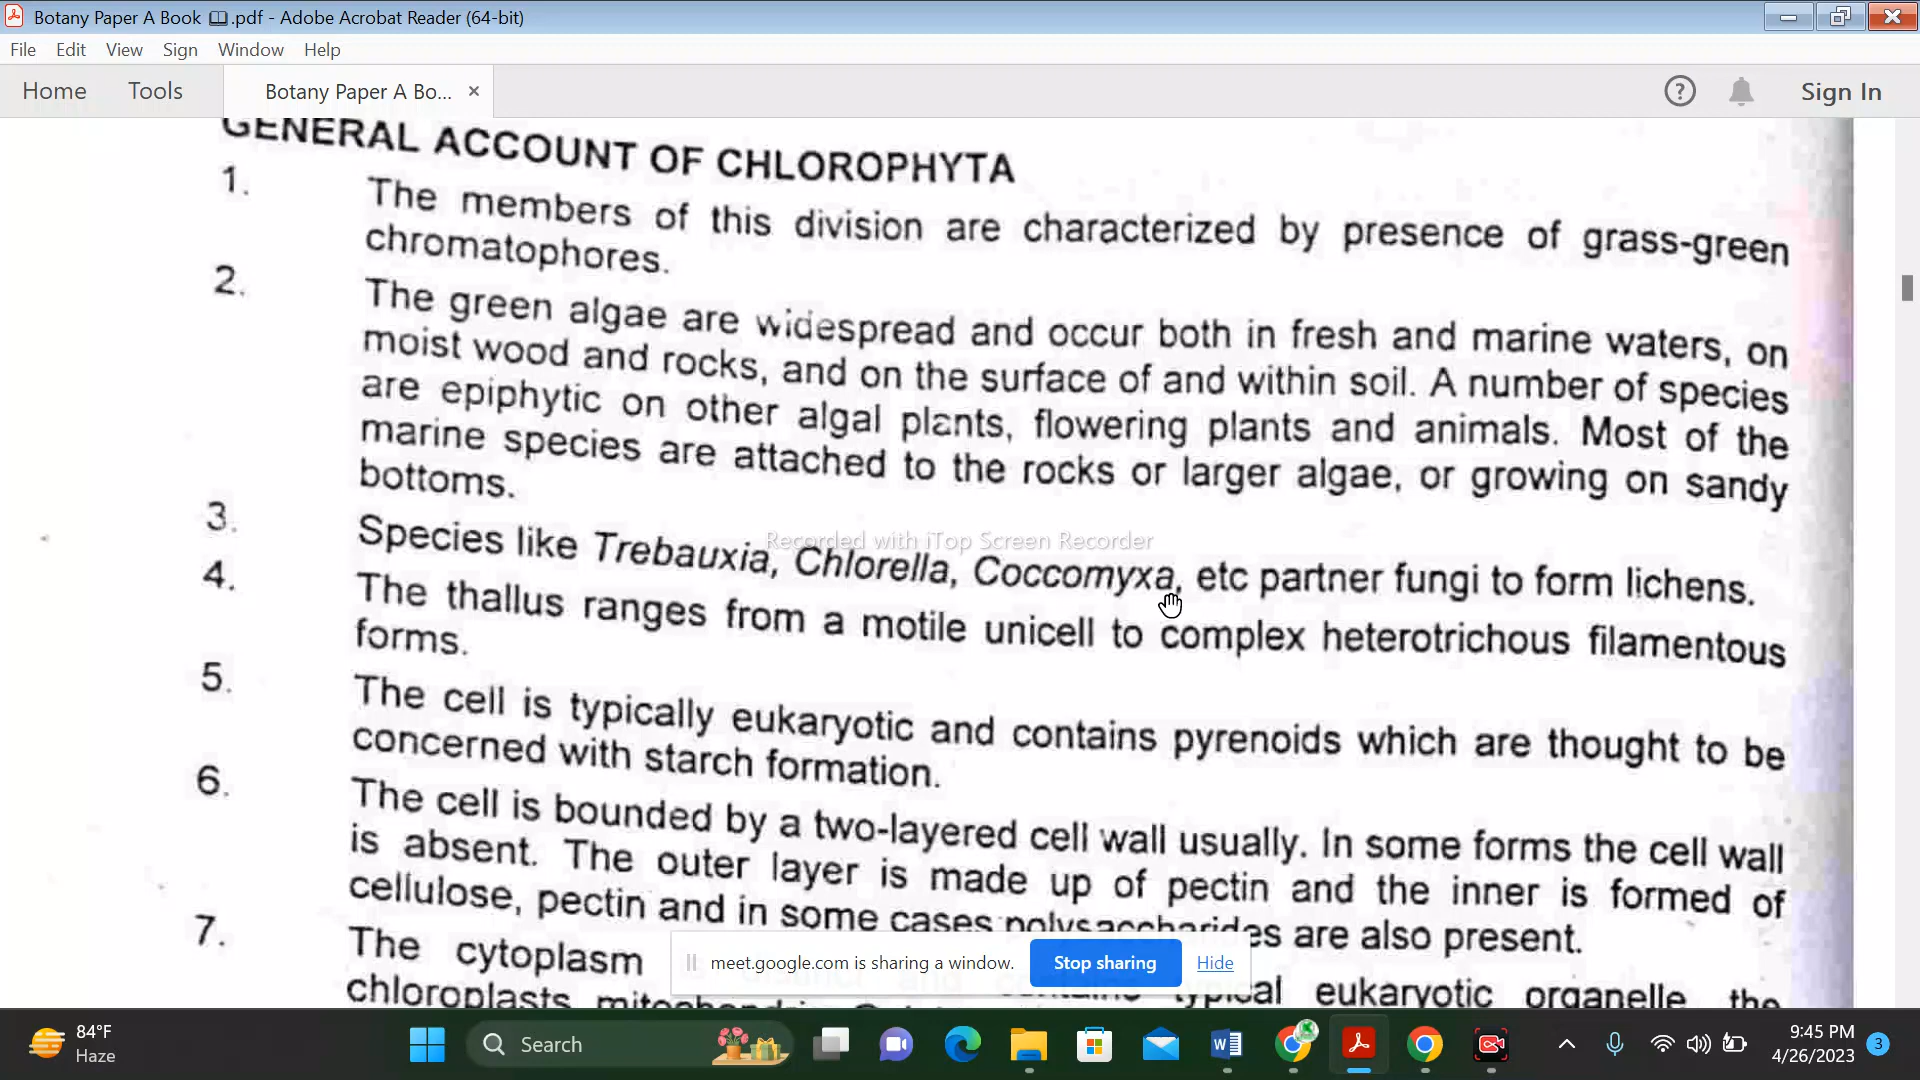 Botany Paper A Book 📖.pdf - Adobe Acrobat Reader (64-bit)
File Edit View Sign Window Help
Home Tools Botany Paper A Bo... × ? Sign In
GENERAL ACCOUNT OF CHLOROPHYTA
1. The members of this division are characterized by presence of grass-green
chromatophores.
2. The green algae are widespread and occur both in fresh and marine waters, on
moist wood and rocks, and on the surface of and within soil. A number of species
are epiphytic on other algal plants, flowering plants and animals. Most of the
marine species are attached to the rocks or larger algae, or growing on sandy
bottoms.
Recorded with iTop Screen Recorder
3. Species like Trebauxia, Chlorella, Coccomyxa, etc partner fungi to form lichens.
4. The thallus ranges from a motile unicell to complex heterotrichous filamentous
forms.
5. The cell is typically eukaryotic and contains pyrenoids which are thought to be
concerned with starch formation.
6. The cell is bounded by a two-layered cell wall usually. In some forms the cell wall
is absent. The outer layer is made up of pectin and the inner is formed of
cellulose, pectin and in some cases polysaccharides are also present.
7. The cytoplasm typical eukaryotic organelle, the
chloroplasts
meet.google.com is sharing a window. Stop sharing Hide
84°F
Haze
Search
9:45 PM
4/26/2023
3